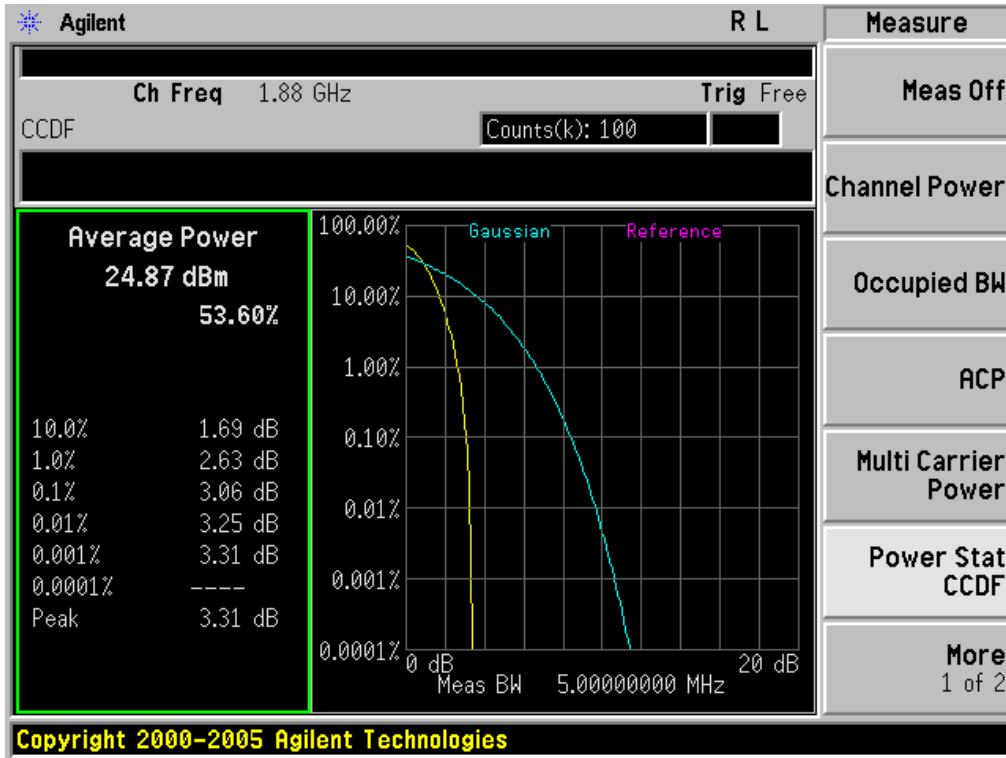 Agilent R L
Ch Freq 1.88 GHz Trig Free
CCDF Counts(k): 100
Average Power
24.87 dBm
53.60%
10.0% 1.69 dB
1.0% 2.63 dB
0.1% 3.06 dB
0.01% 3.25 dB
0.001% 3.31 dB
0.0001% ----
Peak 3.31 dB
Gaussian Reference
100.00%
10.00%
1.00%
0.10%
0.01%
0.001%
0.0001%
0 dB 20 dB
Meas BW 5.00000000 MHz
Measure
Meas Off
Channel Power
Occupied BW
ACP
Multi Carrier
Power
Power Stat
CCDF
More
1 of 2
Copyright 2000-2005 Agilent Technologies